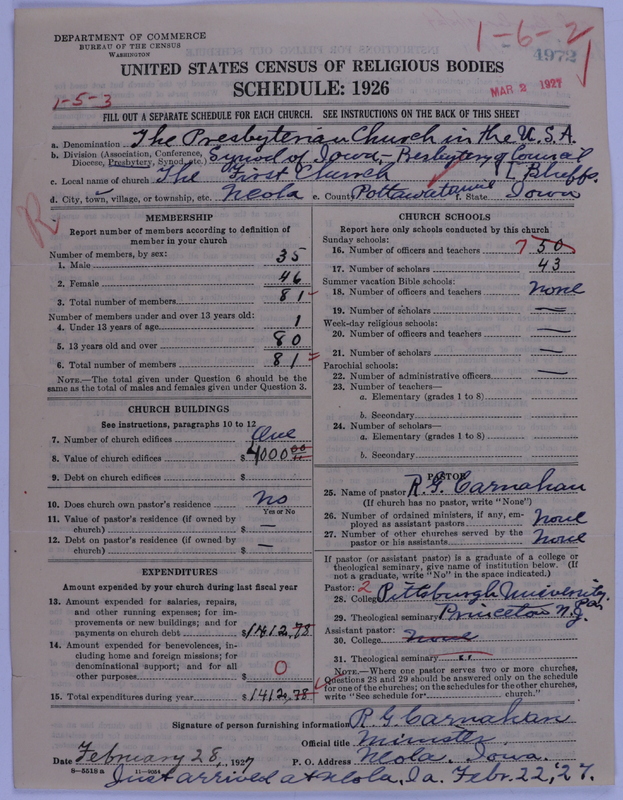 1-6-2
4972
DEPARTMENT OF COMMERCE
BUREAU OF THE CENSUS
WASHINGTON
UNITED STATES CENSUS OF RELIGIOUS BODIES
SCHEDULE: 1926
MAR 2 1927
1-5-3
FILL OUT A SEPARATE SCHEDULE FOR EACH CHURCH. SEE INSTRUCTIONS ON THE BACK OF THIS SHEET
a. Denomination The Presbyterian Church in the U.S.A.
b. Division (Association, Conference, Diocese, Presbytery, Synod, etc.) Synod of Iowa,- Presbytery of Council Bluffs.
c. Local name of church The First Church
d. City, town, village, or township, etc. Neola e. County Pottawattamie f. State Iowa
R
MEMBERSHIP
Report number of members according to definition of
member in your church
Number of members, by sex:
1. Male 35
2. Female 46
3. Total number of members 81
Number of members under and over 13 years old:
4. Under 13 years of age 1
5. 13 years old and over 80
6. Total number of members 81
NOTE.—The total given under Question 6 should be the
same as the total of males and females given under Question 3.
CHURCH BUILDINGS
See instructions, paragraphs 10 to 12
7. Number of church edifices One
8. Value of church edifices $ 4000.00
9. Debt on church edifices $
10. Does church own pastor's residence No
Yes or No
11. Value of pastor's residence (if owned by
church) $ —
12. Debt on pastor's residence (if owned by
church) $ —
EXPENDITURES
Amount expended by your church during last fiscal year
13. Amount expended for salaries, repairs,
and other running expenses; for im-
provements or new buildings; and for
payments on church debt $1412.78
14. Amount expended for benevolences, in-
cluding home and foreign missions; for
denominational support; and for all
other purposes $ 0
15. Total expenditures during year $1412.78
CHURCH SCHOOLS
Report here only schools conducted by this church
Sunday schools:
16. Number of officers and teachers 7 50
17. Number of scholars 43
Summer vacation Bible schools:
18. Number of officers and teachers none
19. Number of scholars —
Week-day religious schools:
20. Number of officers and teachers —
21. Number of scholars —
Parochial schools:
22. Number of administrative officers —
23. Number of teachers—
a. Elementary (grades 1 to 8)
b. Secondary
24. Number of scholars—
a. Elementary (grades 1 to 8)
b. Secondary
PASTOR
25. Name of pastor R. G. Carnahan
(If church has no pastor, write "None")
26. Number of ordained ministers, if any, em-
ployed as assistant pastors none
27. Number of other churches served by the
pastor or his assistants none
If pastor (or assistant pastor) is a graduate of a college or
theological seminary, give name of institution below. (If
not a graduate, write "No" in the space indicated.)
Pastor: 2
28. College Pittsburgh University, Pa.
29. Theological seminary Princeton N.J.
Assistant pastor:
30. College none
31. Theological seminary
NOTE.—Where one pastor serves two or more churches,
Questions 28 and 29 should be answered only on the schedule
for one of the churches; on the schedules for the other churches,
write "See schedule for church."
Signature of person furnishing information R. G. Carnahan
Official title Minister
Date February 28, 1927 P. O. Address Neola, Iowa.
8—5518 a 11—9054
Just arrived at Neola, Ia. Febr. 22, '27.